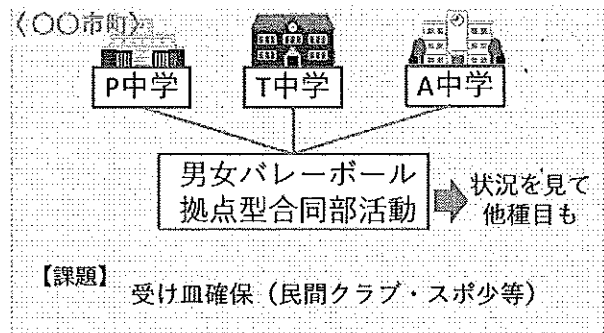 〈〇〇市町〉
P中学
T中学
A中学
男女バレーボール
拠点型合同部活動
状況を見て
他種目も
【課題】
受け皿確保（民間クラブ・スポ少等）